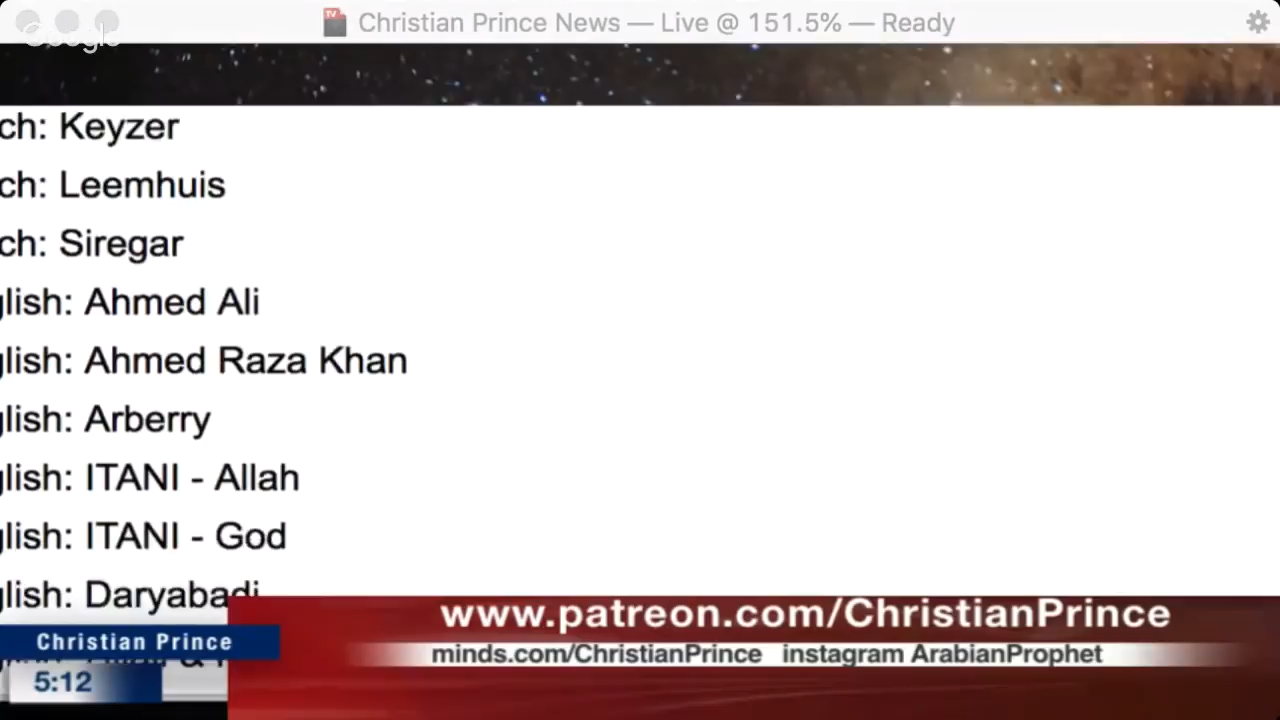 Christian Prince News — Live @ 151.5% — Ready
Google
ch: Keyzer
ch: Leemhuis
ch: Siregar
glish: Ahmed Ali
glish: Ahmed Raza Khan
glish: Arberry
glish: ITANI - Allah
glish: ITANI - God
glish: Daryabadi
www.patreon.com/ChristianPrince
Christian Prince
minds.com/ChristianPrince instagram ArabianProphet
5:12